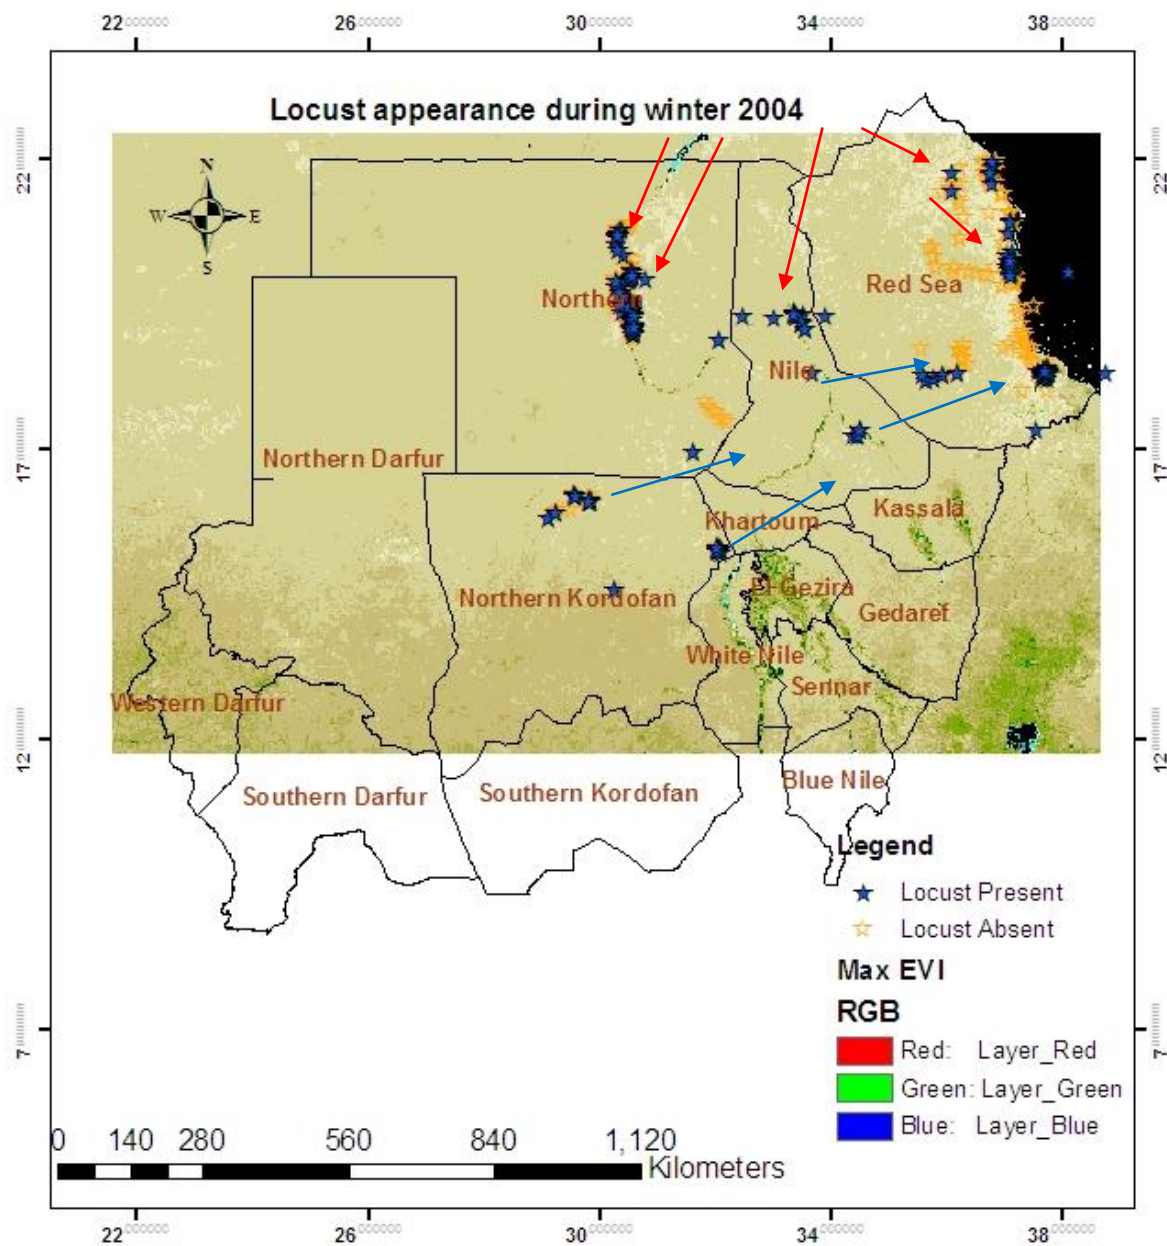 22 26 30 34 38
Locust appearance during winter 2004
22 22
N
W E
S
Red Sea
Northern
Nile
17 17
Northern Darfur
Kassala
Khartoum
El Gezira
Northern Kordofan
Gedaref
White Nile
Sennar
Western Darfur
12 12
Blue Nile
Southern Darfur
Southern Kordofan
Legend
Locust Present
Locust Absent
Max EVI
RGB
7 7
Red: Layer_Red
Green: Layer_Green
Blue: Layer_Blue
0 140 280 560 840 1,120
Kilometers
22 26 30 34 38